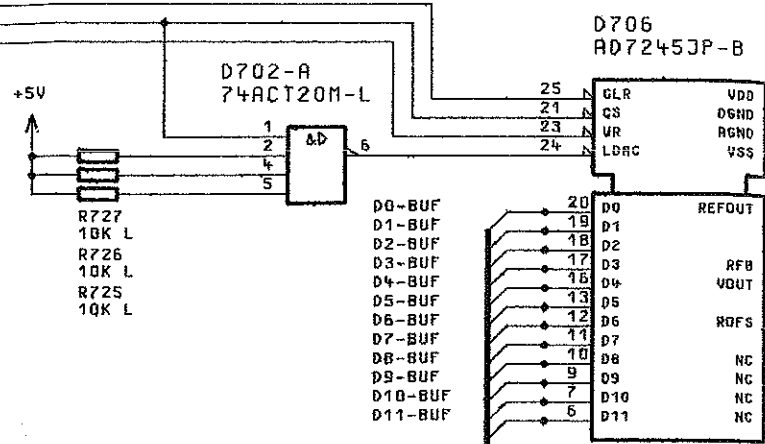 D706
AD7245JP-B
D702-A
74ACT20M-L
+5V
1
2
4
5
&D
6
R727
10K L
R726
10K L
R725
10K L
25
21
23
24
CLR
CS
WR
LDAC
VDD
DGND
AGND
VSS
D0-BUF
D1-BUF
D2-BUF
D3-BUF
D4-BUF
D5-BUF
D6-BUF
D7-BUF
D8-BUF
D9-BUF
D10-BUF
D11-BUF
20
19
18
17
16
13
12
11
10
9
7
6
D0
D1
D2
D3
D4
D5
D6
D7
D8
D9
D10
D11
REFOUT
RFB
VOUT
ROFS
NC
NC
NC
NC